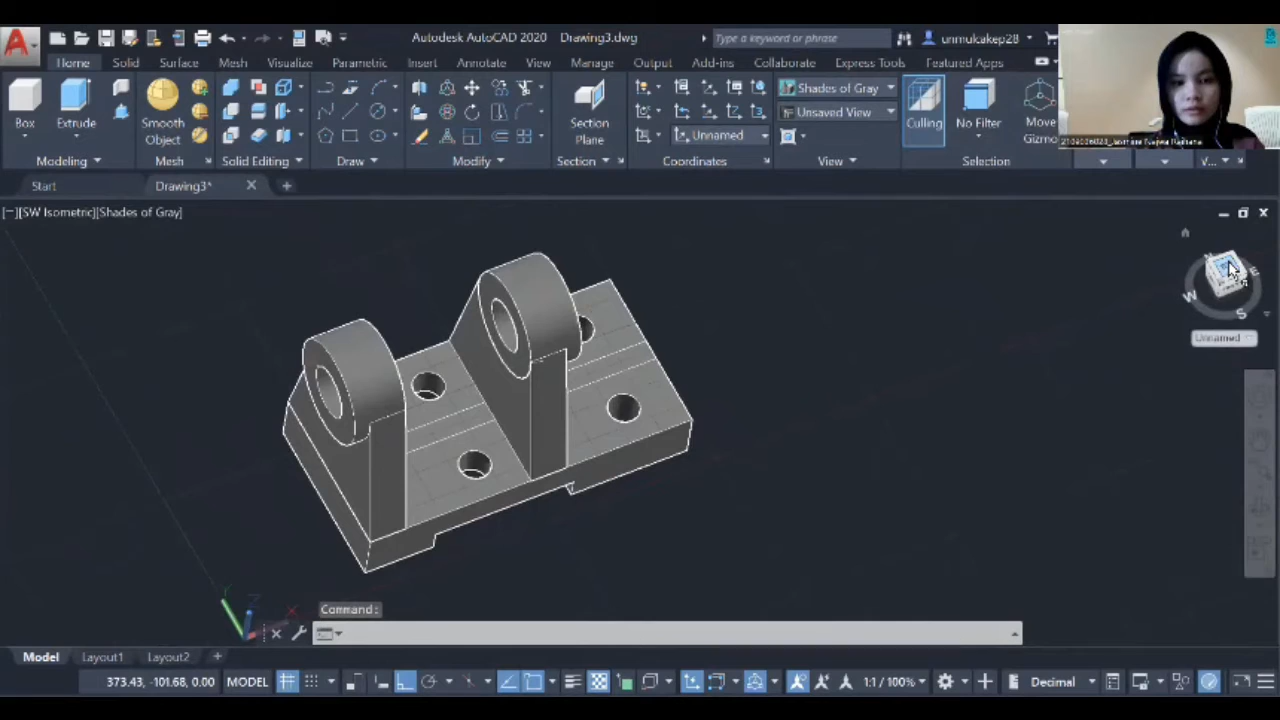 Autodesk AutoCAD 2020 Drawing3.dwg Type a keyword or phrase unmulcakep28
Home Solid Surface Mesh Visualize Parametric Insert Annotate View Manage Output Add-ins Collaborate Express Tools Featured Apps
Box Extrude Smooth Object Section Plane Shades of Gray Unsaved View Unnamed Culling No Filter Move Gizmo
Modeling Mesh Solid Editing Draw Modify Section Coordinates View Selection V...
Start Drawing3* +
[−][SW Isometric][Shades of Gray]
W S E
Unnamed
Y Z X
Command:
Model Layout1 Layout2 +
373.43, -101.68, 0.00 MODEL 1:1 / 100% Decimal